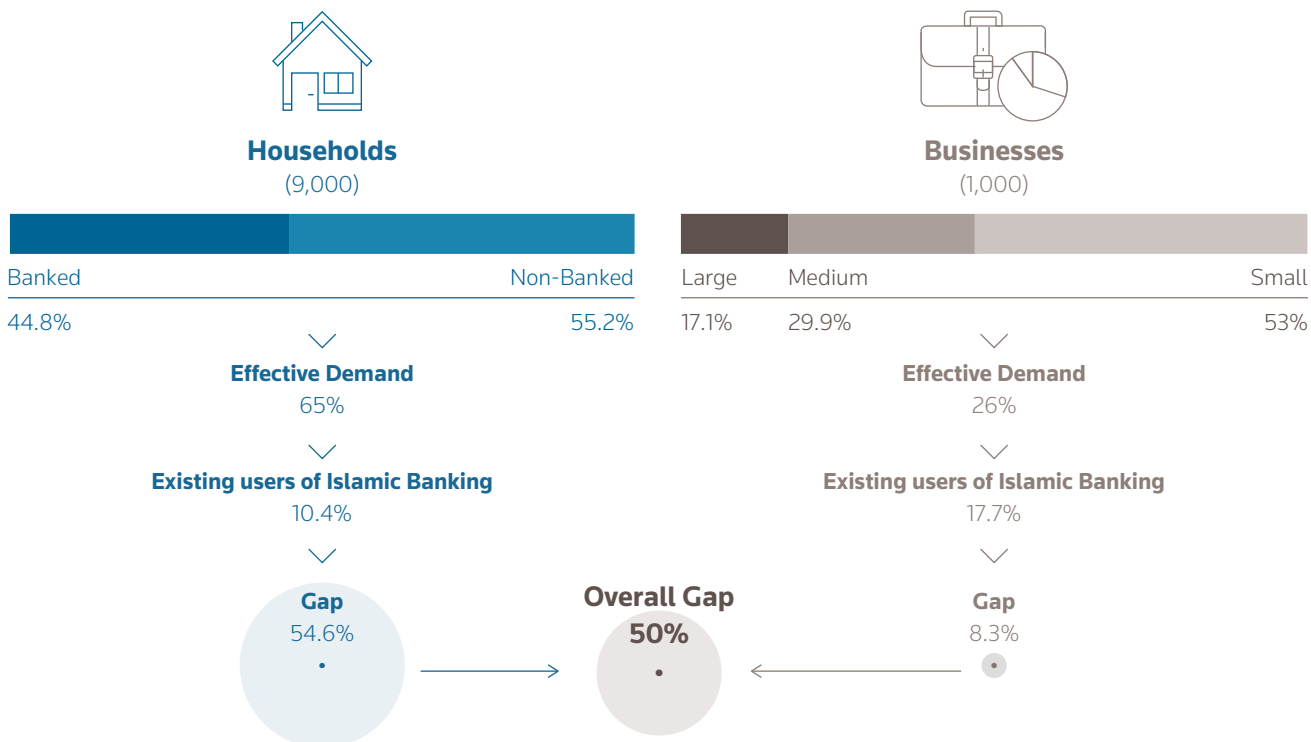 Households
(9,000)
Banked Non-Banked
44.8% 55.2%
Effective Demand
65%
Existing users of Islamic Banking
10.4%
Gap
54.6%
Businesses
(1,000)
Large Medium Small
17.1% 29.9% 53%
Effective Demand
26%
Existing users of Islamic Banking
17.7%
Gap
8.3%
Overall Gap
50%